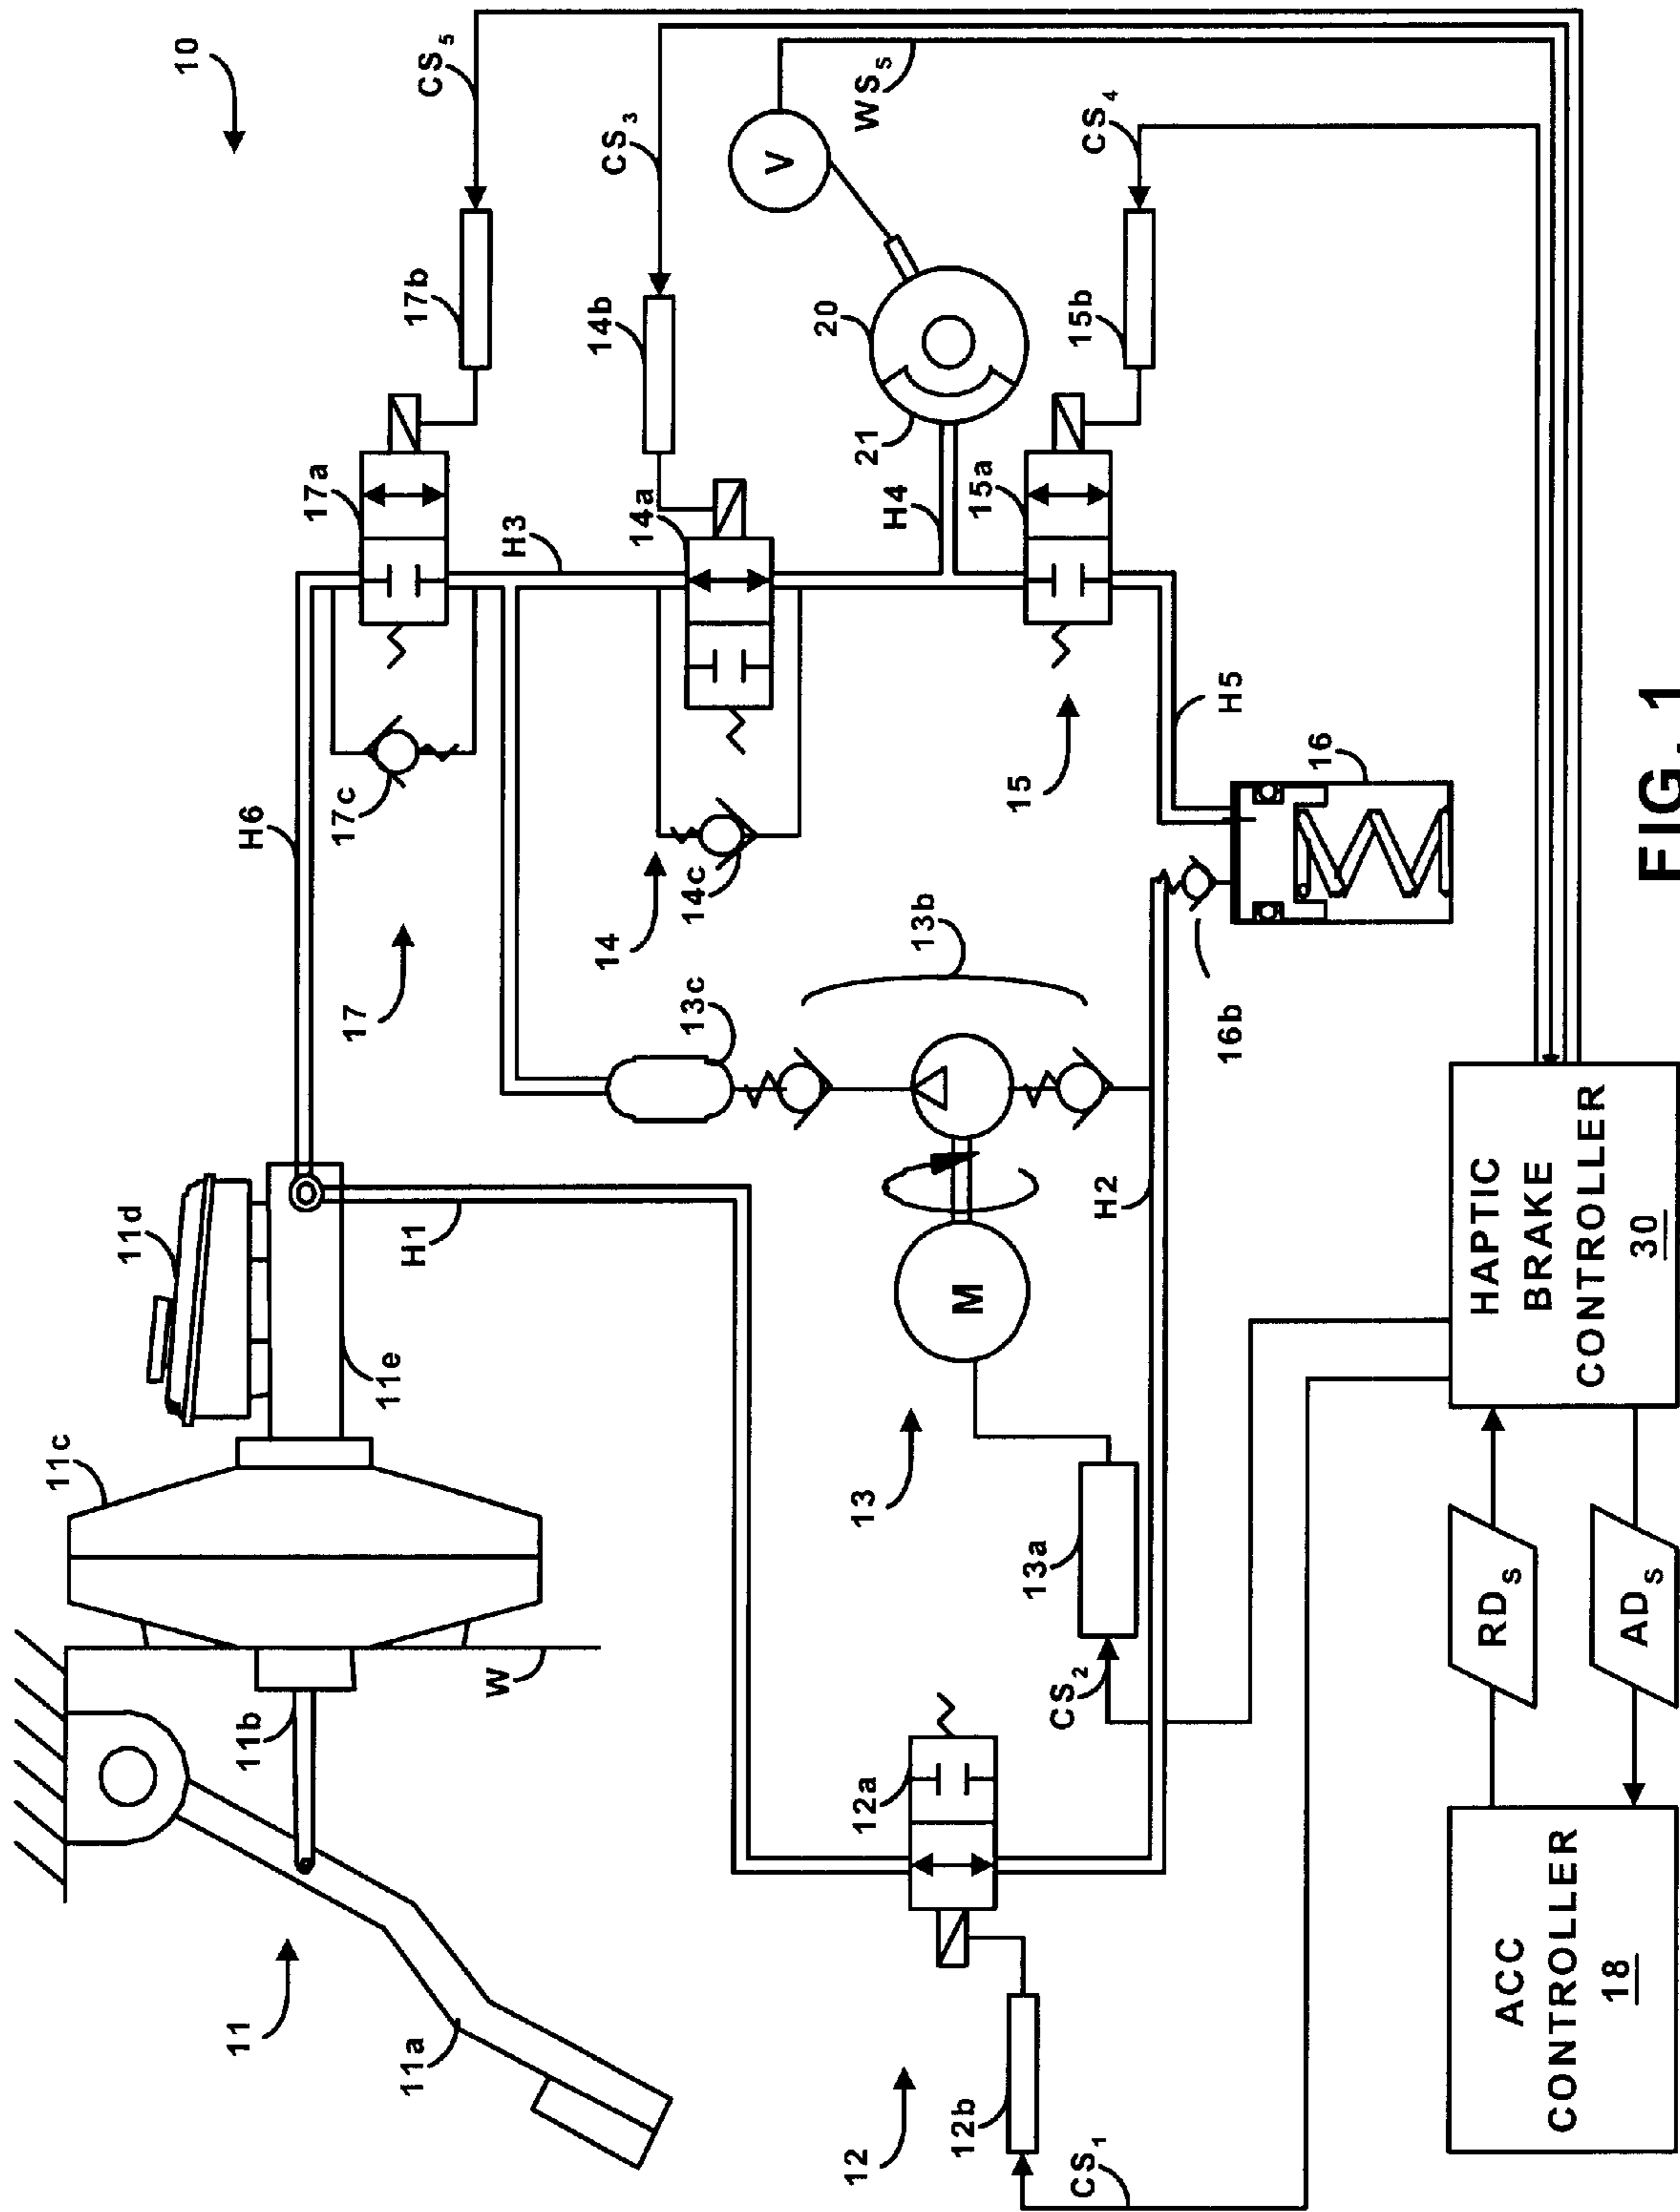 10
CS5
17b
17a
H6
17c
17
H3
CS3
14b
14a
14c
14
V
WS5
20
21
H4
CS4
15b
15a
15
H5
16
16b
13c
13b
H2
M
13
13a
CS2
11d
11e
H1
11c
W
11b
11
11a
12a
12
12b
CS1
RDS
ADS
ACC
CONTROLLER
18
HAPTIC
BRAKE
CONTROLLER
30
FIG. 1